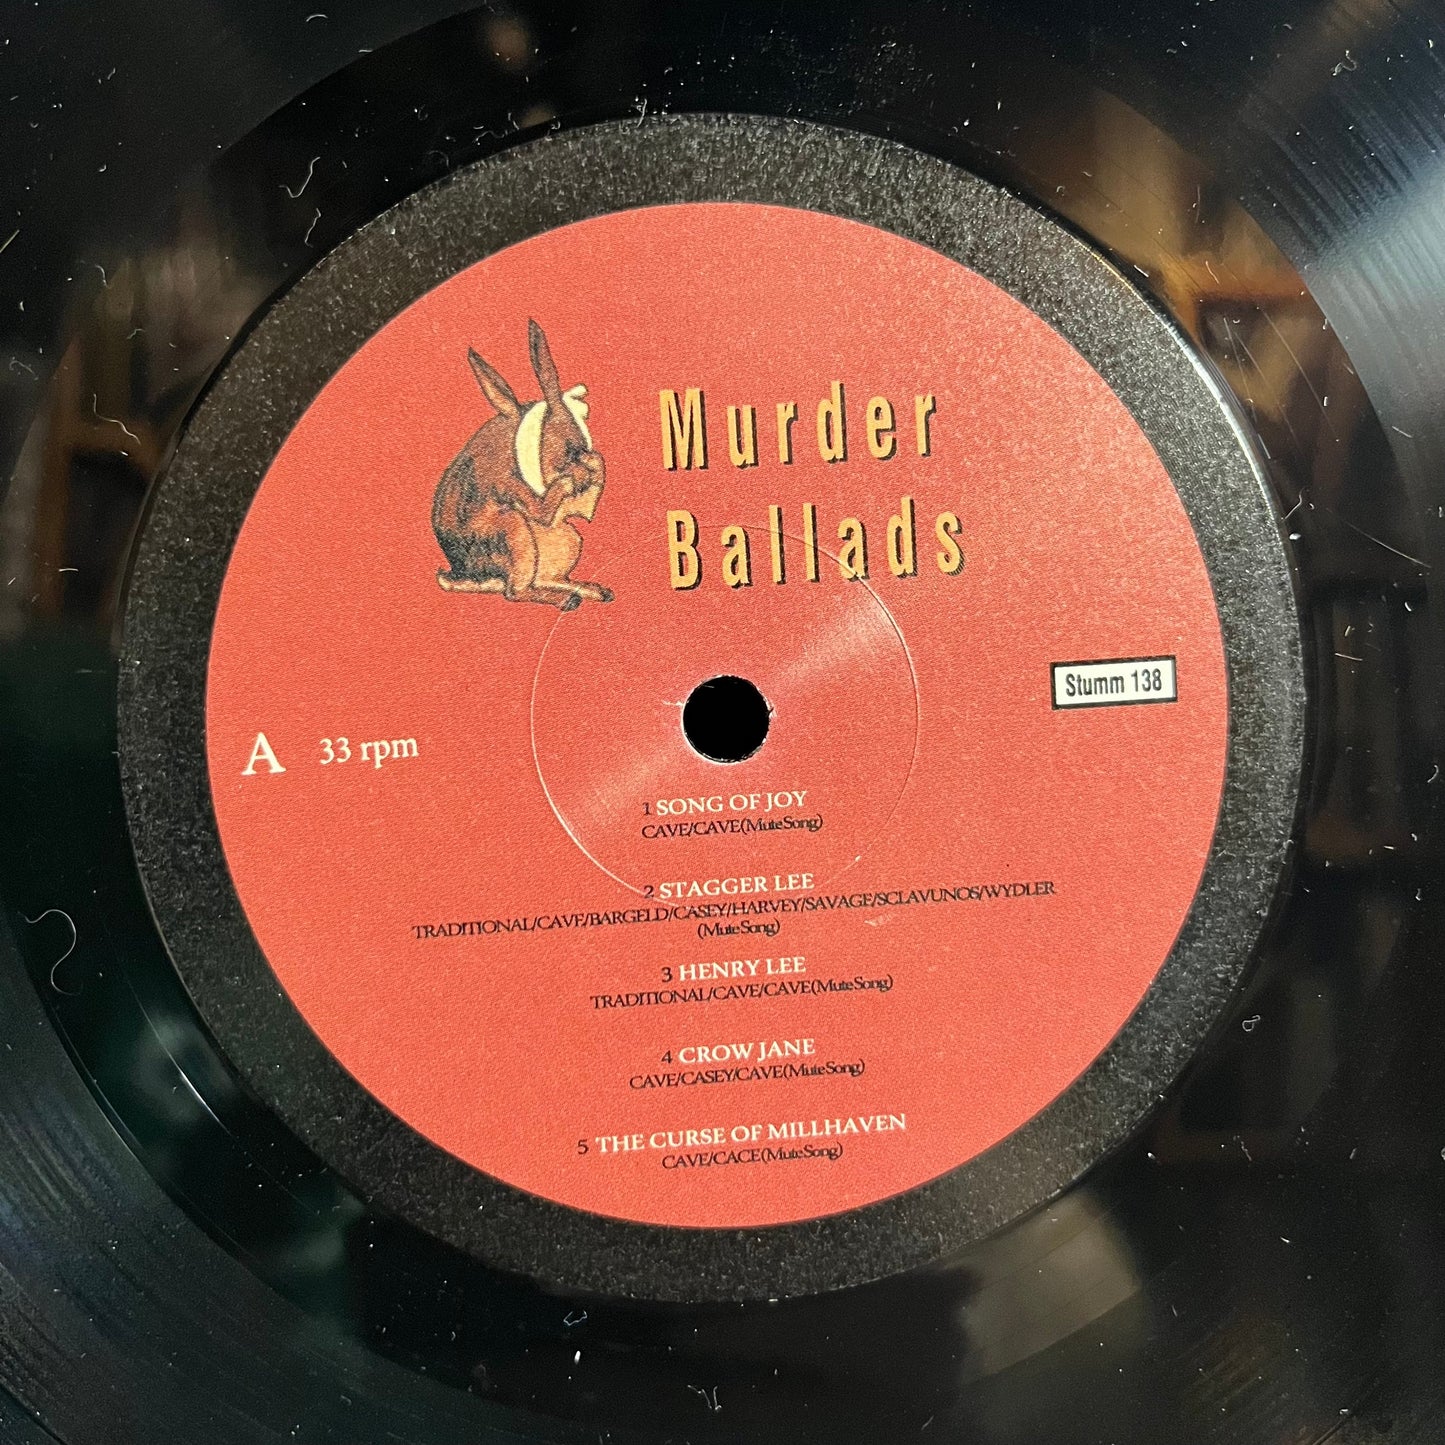 Murder
Ballads
Stumm 138
A 33 rpm
1 SONG OF JOY
CAVE/CAVE(MuteSong)
2 STAGGER LEE
TRADITIONAL/CAVE/BARGELD/CASEY/HARVEY/SAVAGE/SCLAVUNOS/WYDLER
(MuteSong)
3 HENRY LEE
TRADITIONAL/CAVE/CAVE(MuteSong)
4 CROW JANE
CAVE/CASEY/CAVE(MuteSong)
5 THE CURSE OF MILLHAVEN
CAVE/CACE(MuteSong)